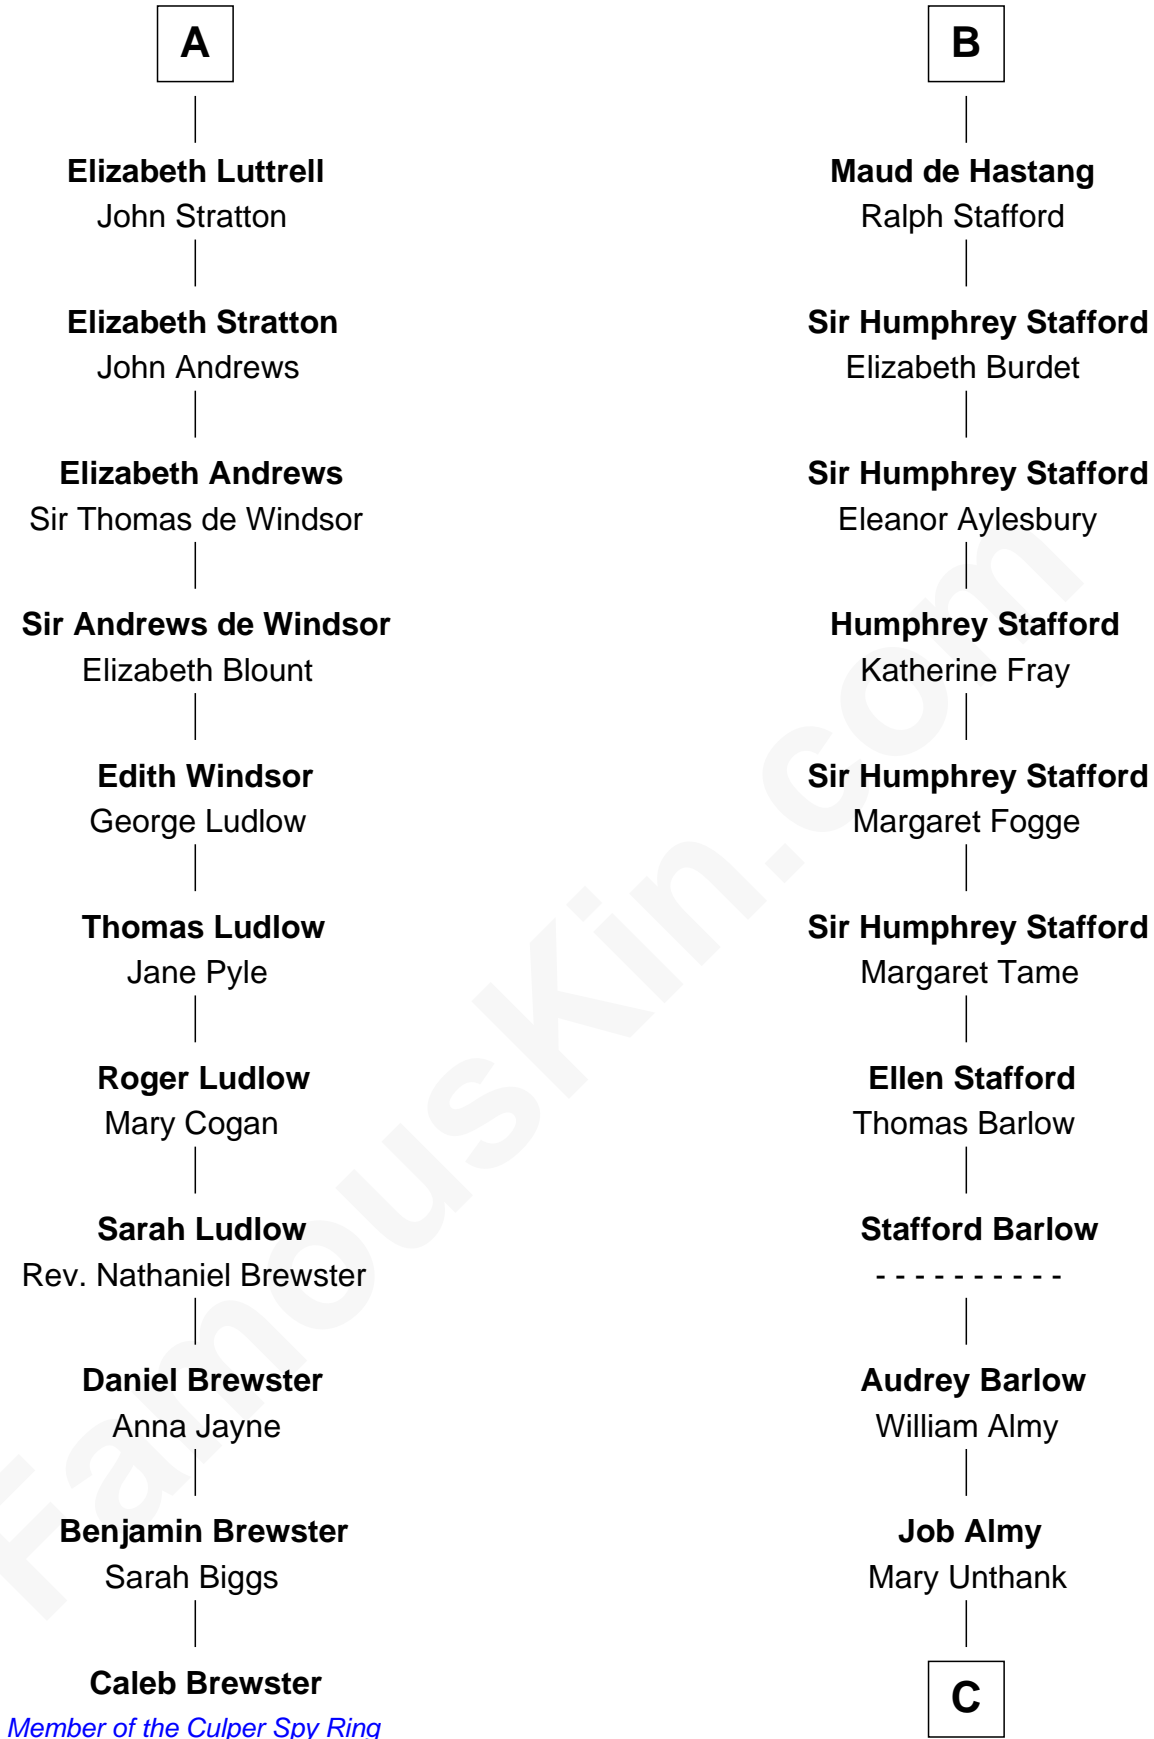 A
Elizabeth Luttrell
John Stratton
Elizabeth Stratton
John Andrews
Elizabeth Andrews
Sir Thomas de Windsor
Sir Andrews de Windsor
Elizabeth Blount
Edith Windsor
George Ludlow
Thomas Ludlow
Jane Pyle
Roger Ludlow
Mary Cogan
Sarah Ludlow
Rev. Nathaniel Brewster
Daniel Brewster
Anna Jayne
Benjamin Brewster
Sarah Biggs
Caleb Brewster
Member of the Culper Spy Ring
B
Maud de Hastang
Ralph Stafford
Sir Humphrey Stafford
Elizabeth Burdet
Sir Humphrey Stafford
Eleanor Aylesbury
Humphrey Stafford
Katherine Fray
Sir Humphrey Stafford
Margaret Fogge
Sir Humphrey Stafford
Margaret Tame
Ellen Stafford
Thomas Barlow
Stafford Barlow
- - - - - - - - - -
Audrey Barlow
William Almy
Job Almy
Mary Unthank
C
FamousKin.com